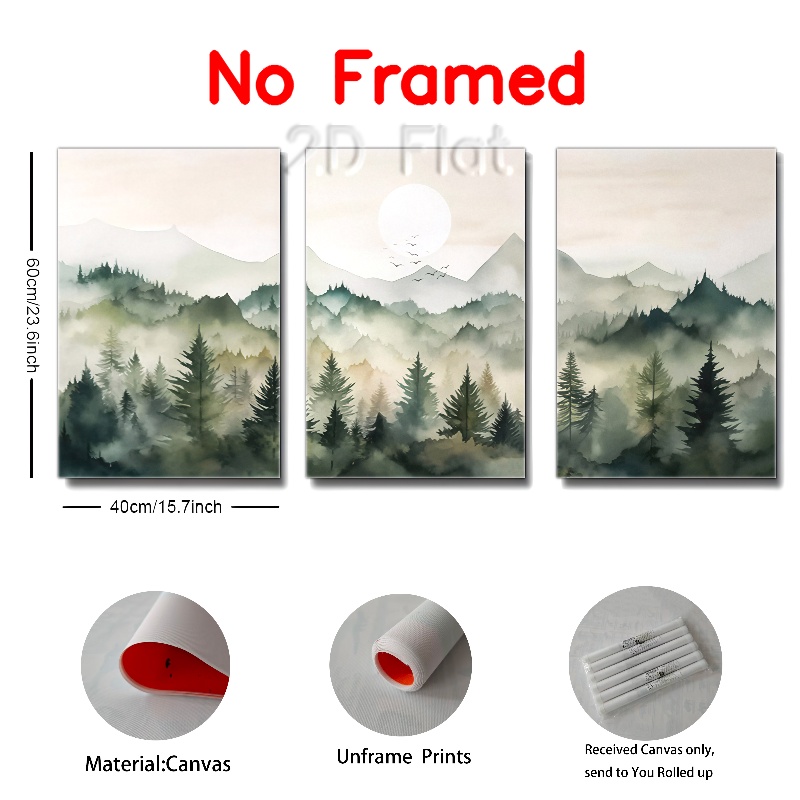 No Framed
2D Flat
60cm/23.6inch
40cm/15.7inch
Material:Canvas
Unframe Prints
Received Canvas only,
send to You Rolled up